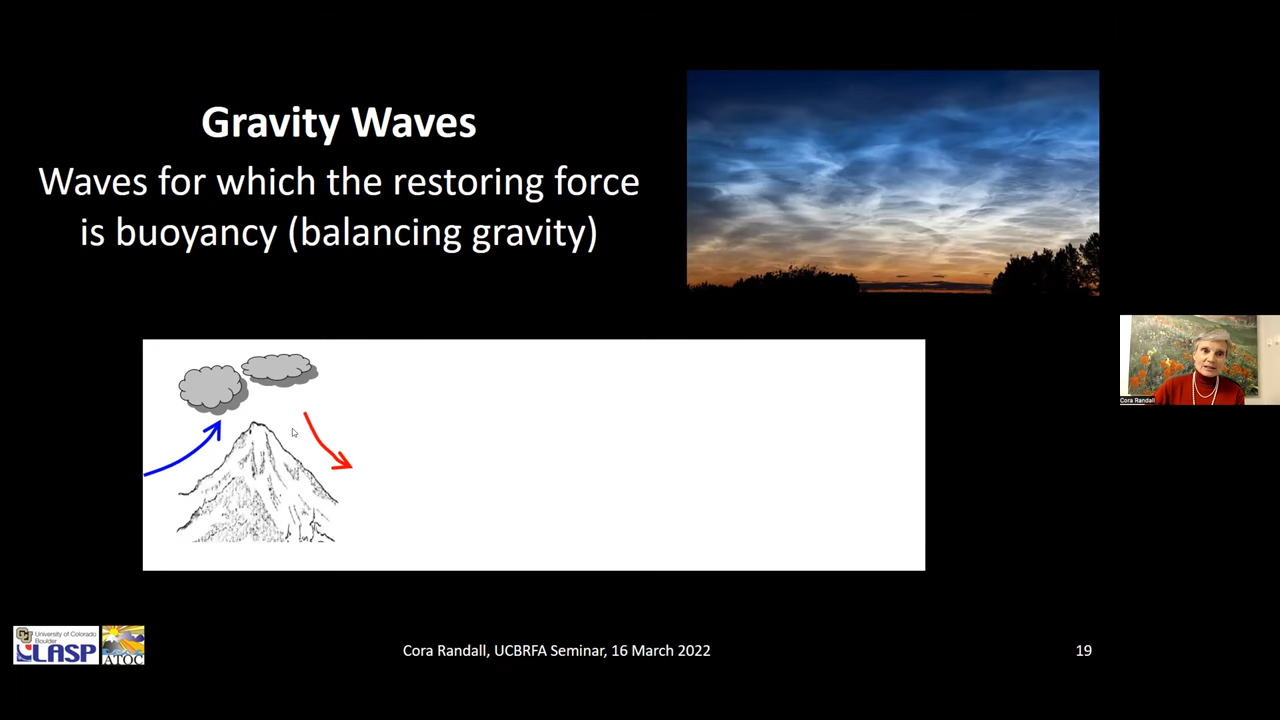 Gravity Waves
Waves for which the restoring force
is buoyancy (balancing gravity)
Cora Randall
University of Colorado
Boulder
LASP
ATOC
Cora Randall, UCBRFA Seminar, 16 March 2022
19